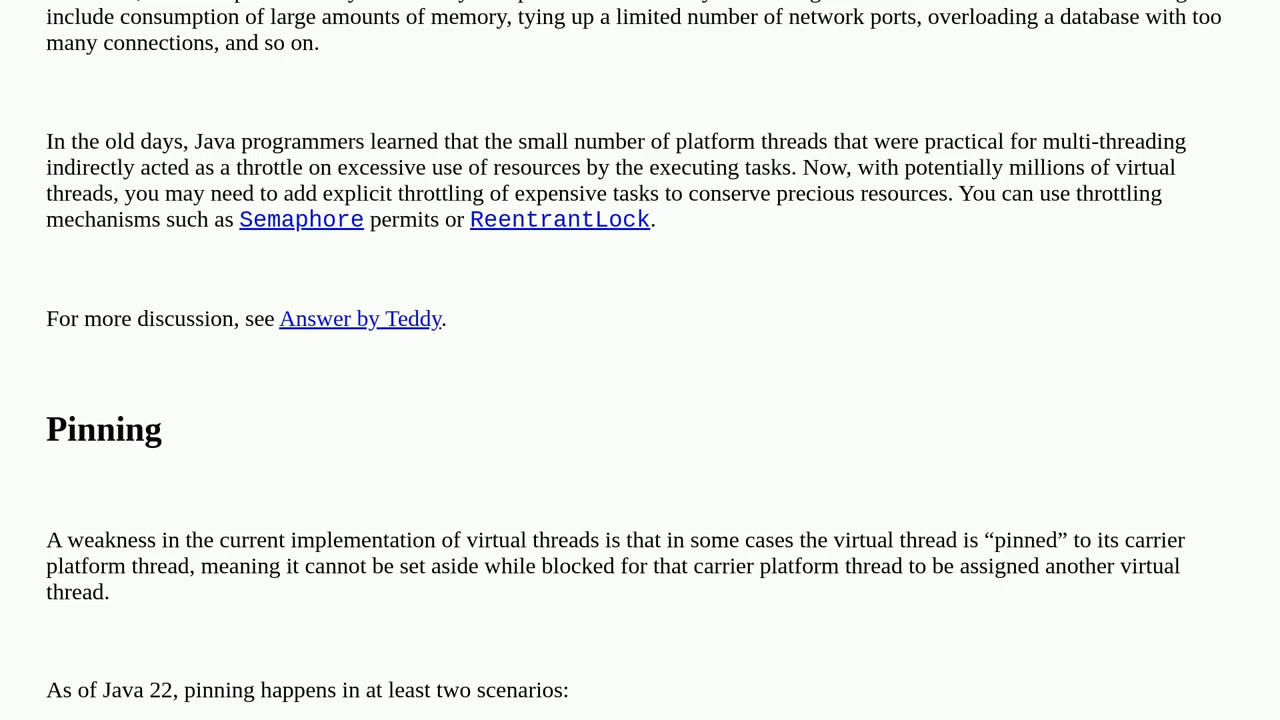 include consumption of large amounts of memory, tying up a limited number of network ports, overloading a database with too
many connections, and so on.
In the old days, Java programmers learned that the small number of platform threads that were practical for multi-threading
indirectly acted as a throttle on excessive use of resources by the executing tasks. Now, with potentially millions of virtual
threads, you may need to add explicit throttling of expensive tasks to conserve precious resources. You can use throttling
mechanisms such as Semaphore permits or ReentrantLock.
For more discussion, see Answer by Teddy.
Pinning
A weakness in the current implementation of virtual threads is that in some cases the virtual thread is “pinned” to its carrier
platform thread, meaning it cannot be set aside while blocked for that carrier platform thread to be assigned another virtual
thread.
As of Java 22, pinning happens in at least two scenarios: